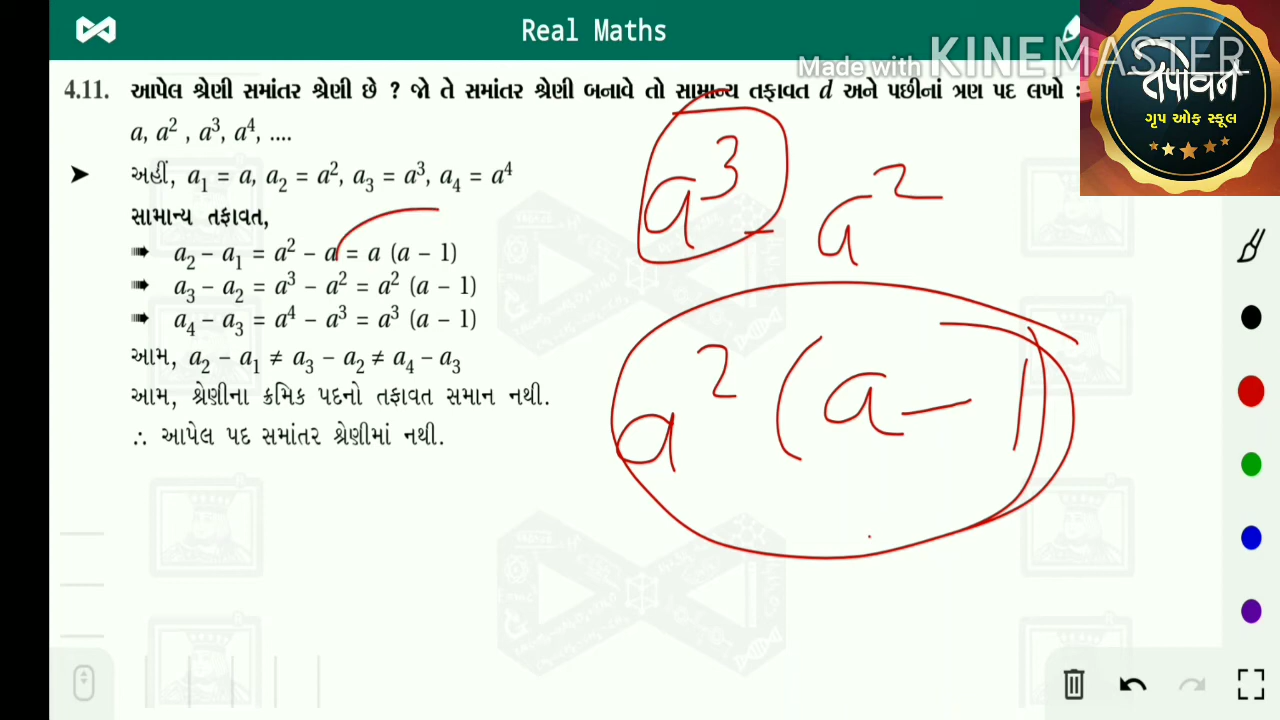 Real Maths
Made with KINEMASTER
તપોવન
ગૃપ ઓફ સ્કૂલ
4.11. આપેલ શ્રેણી સમાંતર શ્રેણી છે ? જો તે સમાંતર શ્રેણી બનાવે તો સામાન્ય તફાવત d અને પછીનાં ત્રણ પદ લખો :
a, a² , a³, a⁴, ....
➤ અહીં, a₁ = a, a₂ = a², a₃ = a³, a₄ = a⁴
સામાન્ય તફાવત,
➠ a₂ – a₁ = a² – a = a (a – 1)
➠ a₃ – a₂ = a³ – a² = a² (a – 1)
➠ a₄ – a₃ = a⁴ – a³ = a³ (a – 1)
આમ, a₂ – a₁ ≠ a₃ – a₂ ≠ a₄ – a₃
આમ, શ્રેણીના ક્રમિક પદનો તફાવત સમાન નથી.
∴ આપેલ પદ સમાંતર શ્રેણીમાં નથી.
a³ – a²
a² (a – 1)